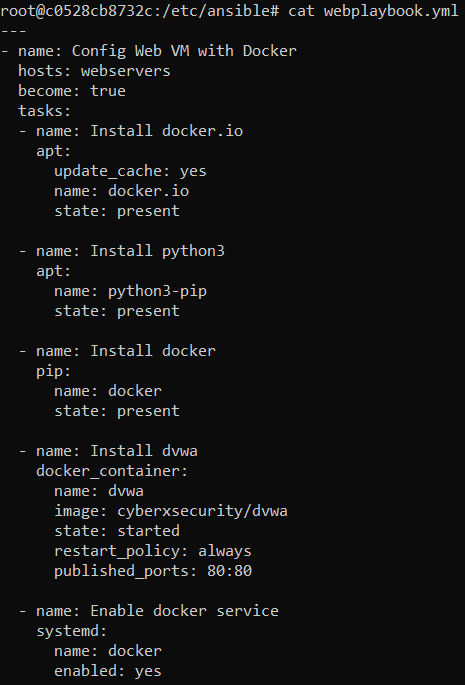 root@c0528cb8732c:/etc/ansible# cat webplaybook.yml
---
- name: Config Web VM with Docker
  hosts: webservers
  become: true
  tasks:
  - name: Install docker.io
    apt:
      update_cache: yes
      name: docker.io
      state: present

  - name: Install python3
    apt:
      name: python3-pip
      state: present

  - name: Install docker
    pip:
      name: docker
      state: present

  - name: Install dvwa
    docker_container:
      name: dvwa
      image: cyberxsecurity/dvwa
      state: started
      restart_policy: always
      published_ports: 80:80

  - name: Enable docker service
    systemd:
      name: docker
      enabled: yes